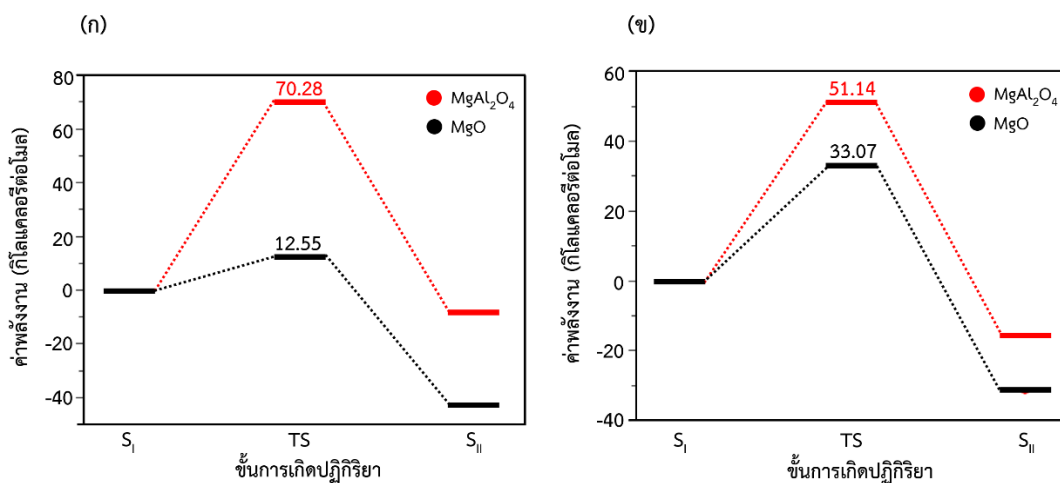 (ก)
80
60
40
20
0
-20
-40
ค่าพลังงาน (กิโลแคลอรีต่อโมล)
70.28
12.55
MgAl₂O₄
MgO
S_I
TS
S_II
ขั้นการเกิดปฏิกิริยา
(ข)
60
40
20
0
-20
-40
ค่าพลังงาน (กิโลแคลอรีต่อโมล)
51.14
33.07
MgAl₂O₄
MgO
S_I
TS
S_II
ขั้นการเกิดปฏิกิริยา